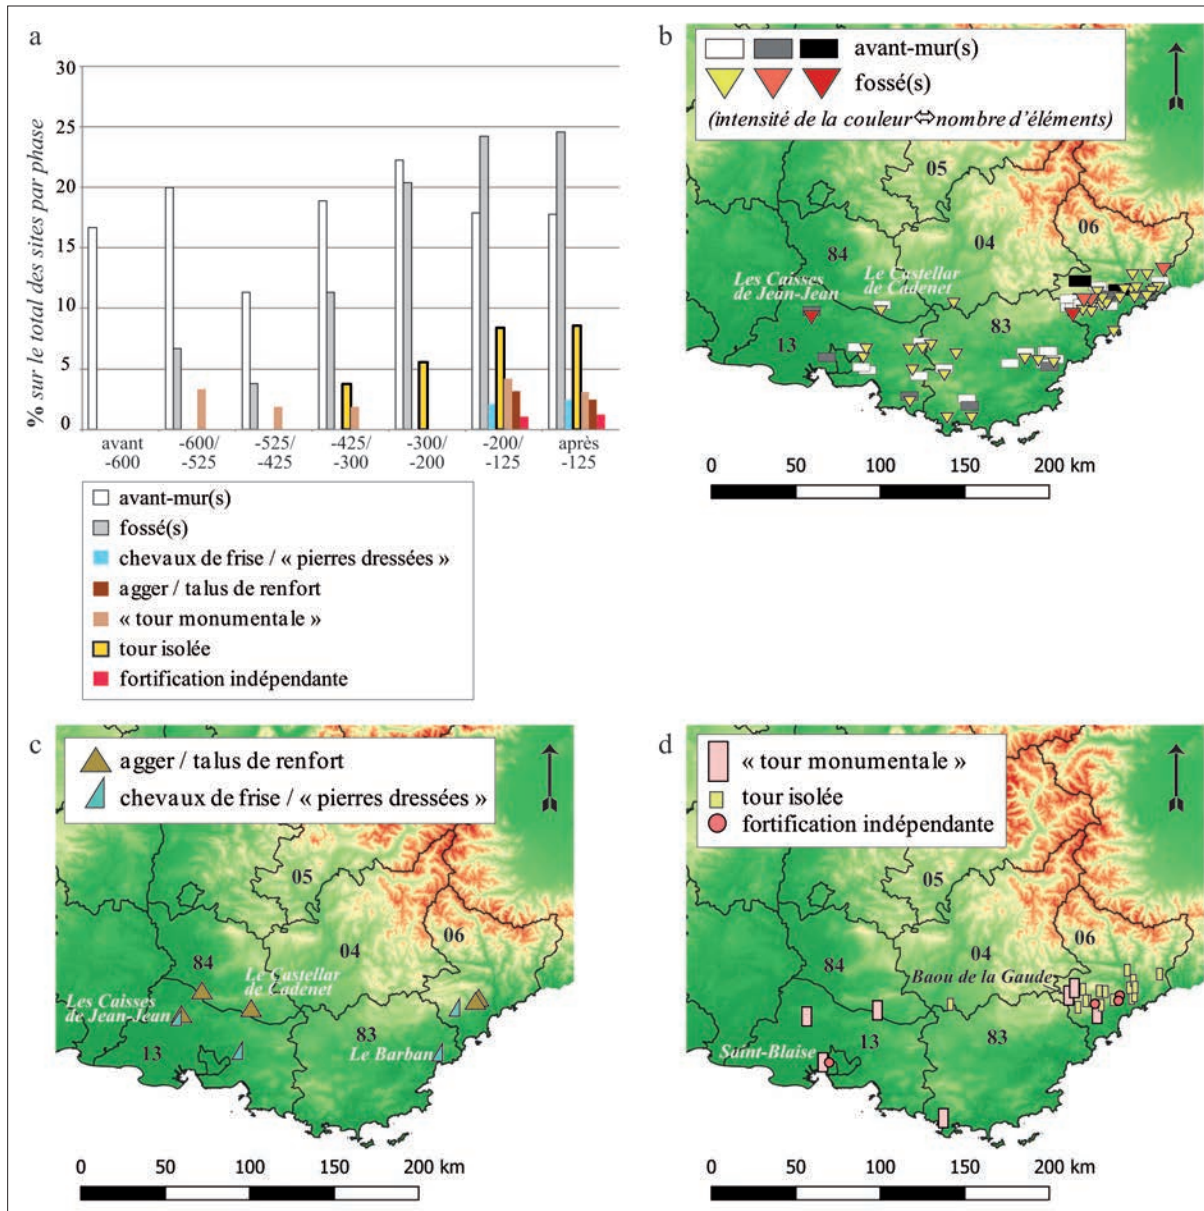 a
% sur le total des sites par phase
30
25
20
15
10
5
0
avant
-600
-600/
-525
-525/
-425
-425/
-300
-300/
-200
-200/
-125
après
-125
avant-mur(s)
fossé(s)
chevaux de frise / « pierres dressées »
agger / talus de renfort
« tour monumentale »
tour isolée
fortification indépendante
b
avant-mur(s)
fossé(s)
(intensité de la couleur⇔nombre d'éléments)
05
04
06
84
Les Caisses
de Jean-Jean
Le Castellar
de Cadenet
83
13
0 50 100 150 200 km
c
agger / talus de renfort
chevaux de frise / « pierres dressées »
05
04
06
84
Le Castellar
de Cadenet
Les Caisses
de Jean-Jean
83
13
Le Barban
0 50 100 150 200 km
d
« tour monumentale »
tour isolée
fortification indépendante
05
04
06
Baou de la Gaude
84
13
83
Saint-Blaise
0 50 100 150 200 km